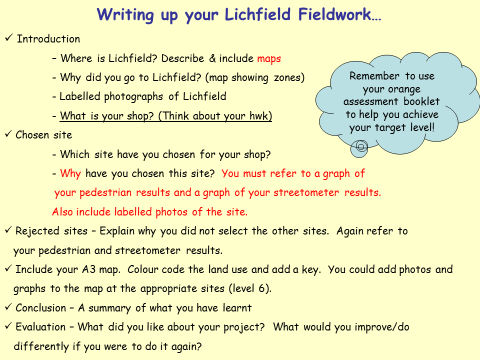 Writing up your Lichfield Fieldwork…
✓ Introduction
– Where is Lichfield? Describe & include maps
- Why did you go to Lichfield? (map showing zones)
- Labelled photographs of Lichfield
- What is your shop? (Think about your hwk)
Remember to use
your orange
assessment booklet
to help you achieve
your target level!
✓ Chosen site
- Which site have you chosen for your shop?
- Why have you chosen this site? You must refer to a graph of
your pedestrian results and a graph of your streetometer results.
Also include labelled photos of the site.
✓ Rejected sites – Explain why you did not select the other sites. Again refer to
your pedestrian and streetometer results.
✓ Include your A3 map. Colour code the land use and add a key. You could add photos and
graphs to the map at the appropriate sites (level 6).
✓ Conclusion – A summary of what you have learnt
✓ Evaluation – What did you like about your project? What would you improve/do
differently if you were to do it again?